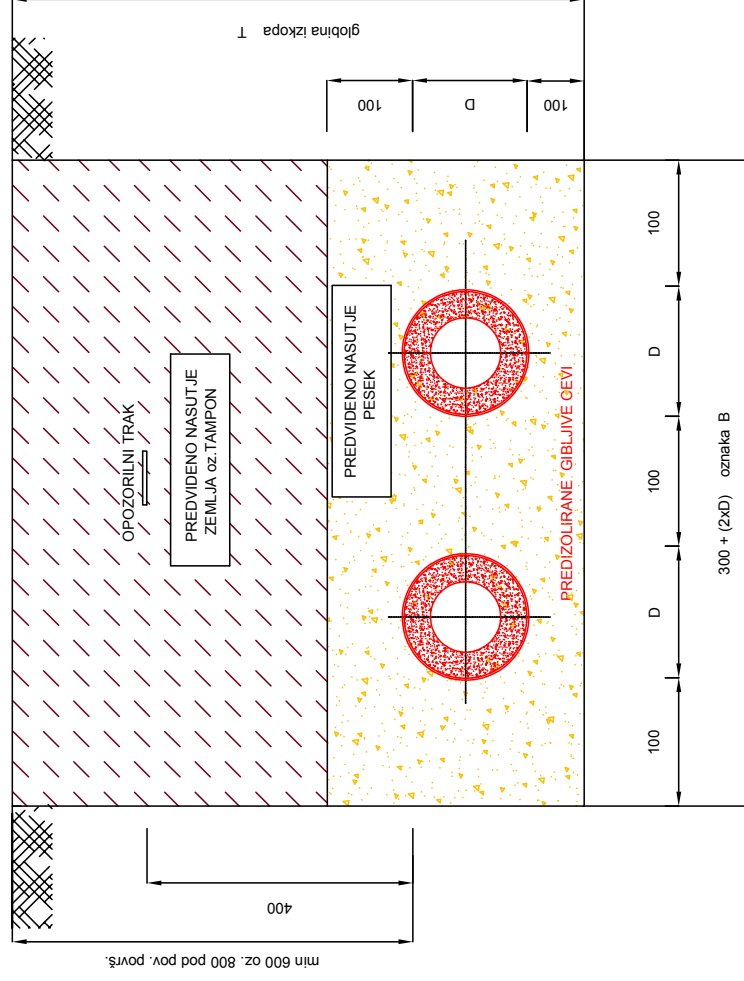 globina izkopa T
OPOZORILNI TRAK
PREDVIDENO NASUTJE
ZEMLJA oz.TAMPON
PREDVIDENO NASUTJE
PESEK
100
D
100
400
min 600 oz. 800 pod pov. površ.
PREDIZOLIRANE GIBLJIVE CEVI
100
D
100
D
100
300 + (2xD) oznaka B